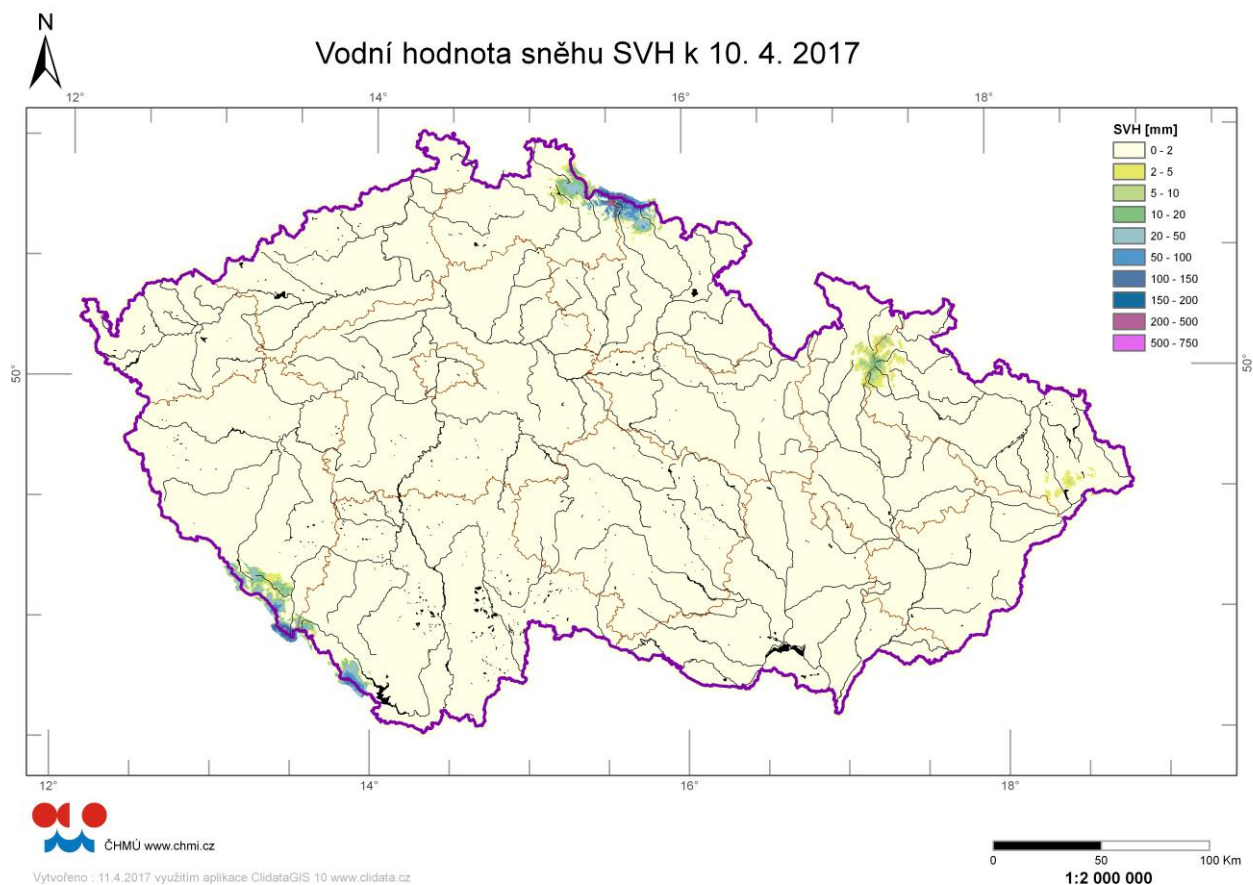 N
Vodní hodnota sněhu SVH k 10. 4. 2017
12° 14° 16° 18°
SVH [mm]
0 - 2
2 - 5
5 - 10
10 - 20
20 - 50
50 - 100
100 - 150
150 - 200
200 - 500
500 - 750
50° 50°
12° 14° 16° 18°
ČHMÚ www.chmi.cz
0 50 100 Km
1:2 000 000
Vytvořeno : 11.4.2017 využitím aplikace ClidataGIS 10 www.clidata.cz